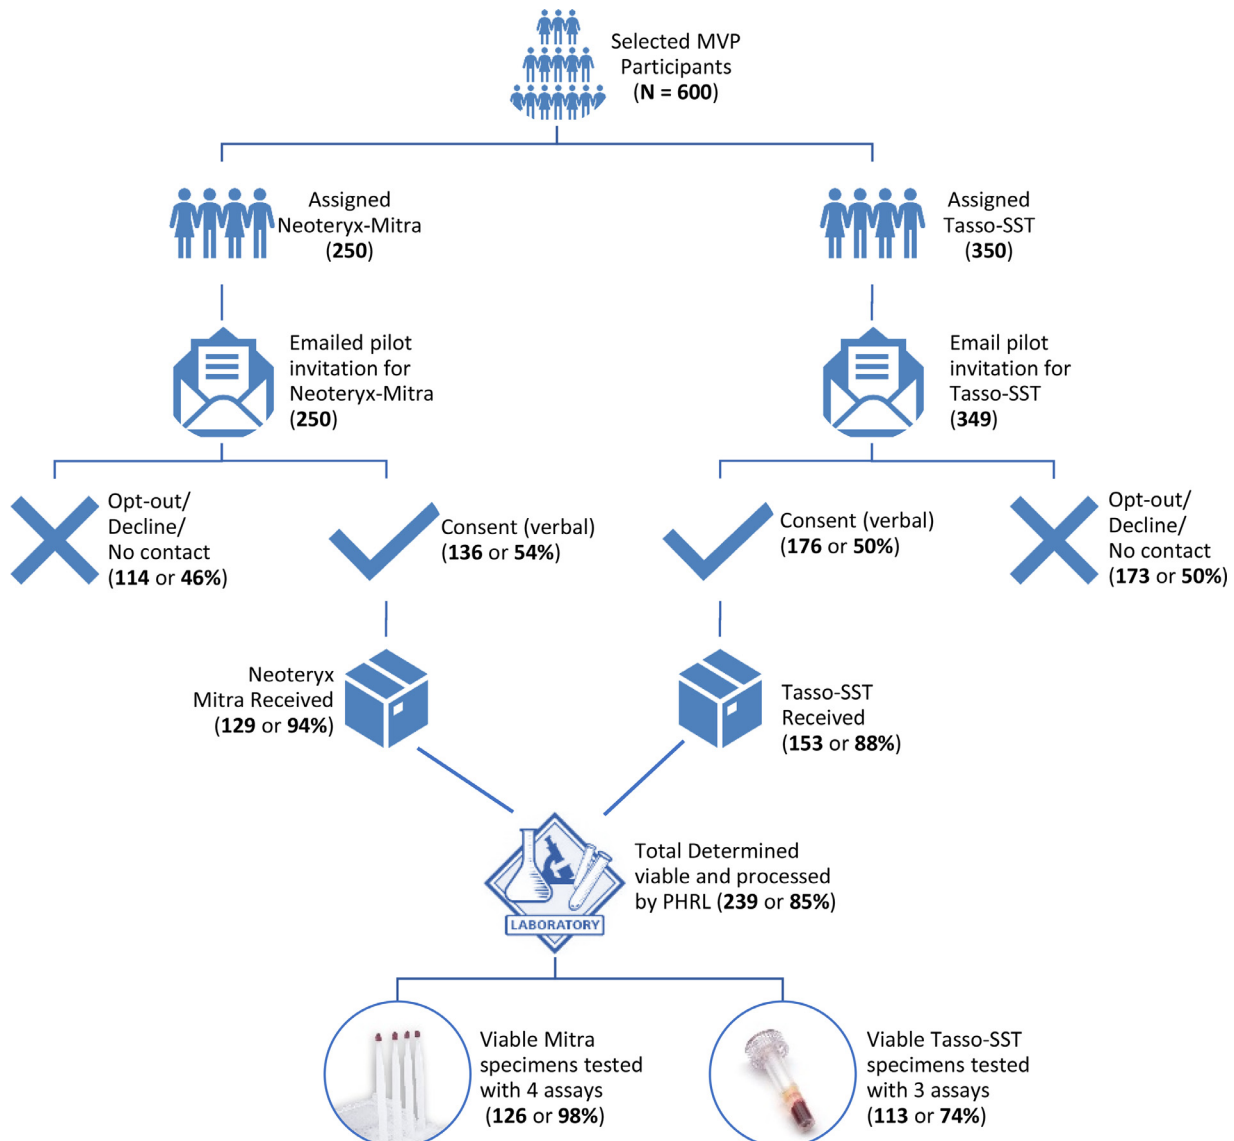 Selected MVP
Participants
(N = 600)
Assigned
Neoteryx-Mitra
(250)
Assigned
Tasso-SST
(350)
Emailed pilot
invitation for
Neoteryx-Mitra
(250)
Email pilot
invitation for
Tasso-SST
(349)
Opt-out/
Decline/
No contact
(114 or 46%)
Consent (verbal)
(136 or 54%)
Consent (verbal)
(176 or 50%)
Opt-out/
Decline/
No contact
(173 or 50%)
Neoteryx
Mitra Received
(129 or 94%)
Tasso-SST
Received
(153 or 88%)
LABORATORY
Total Determined
viable and processed
by PHRL (239 or 85%)
Viable Mitra
specimens tested
with 4 assays
(126 or 98%)
Viable Tasso-SST
specimens tested
with 3 assays
(113 or 74%)